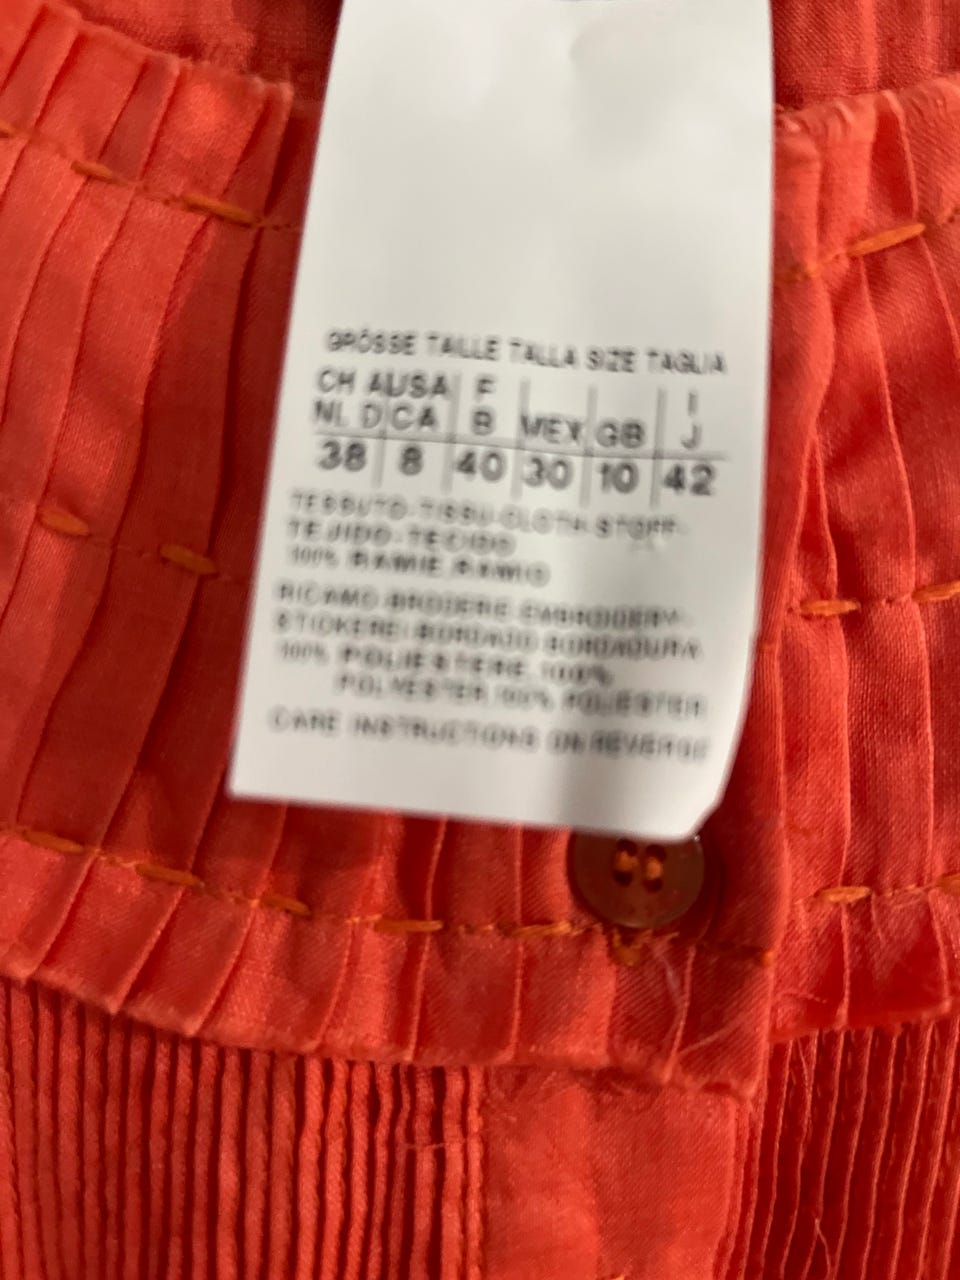 GRÖSSE TAILLE TALLA SIZE TAGLIA
CH A USA F I
NL D CA B MEX GB J
38 8 40 30 10 42
TESSUTO-TISSU-CLOTH-STOFF-
TEJIDO-TECIDO
100% RAMIE,RAMIO
RICAMO-BRODERIE-EMBROIDERY-
STICKEREI-BORDADO-BORDADURA
100% POLIESTERE,100%
POLYESTER,100% POLIESTER
CARE INSTRUCTIONS ON REVERSE